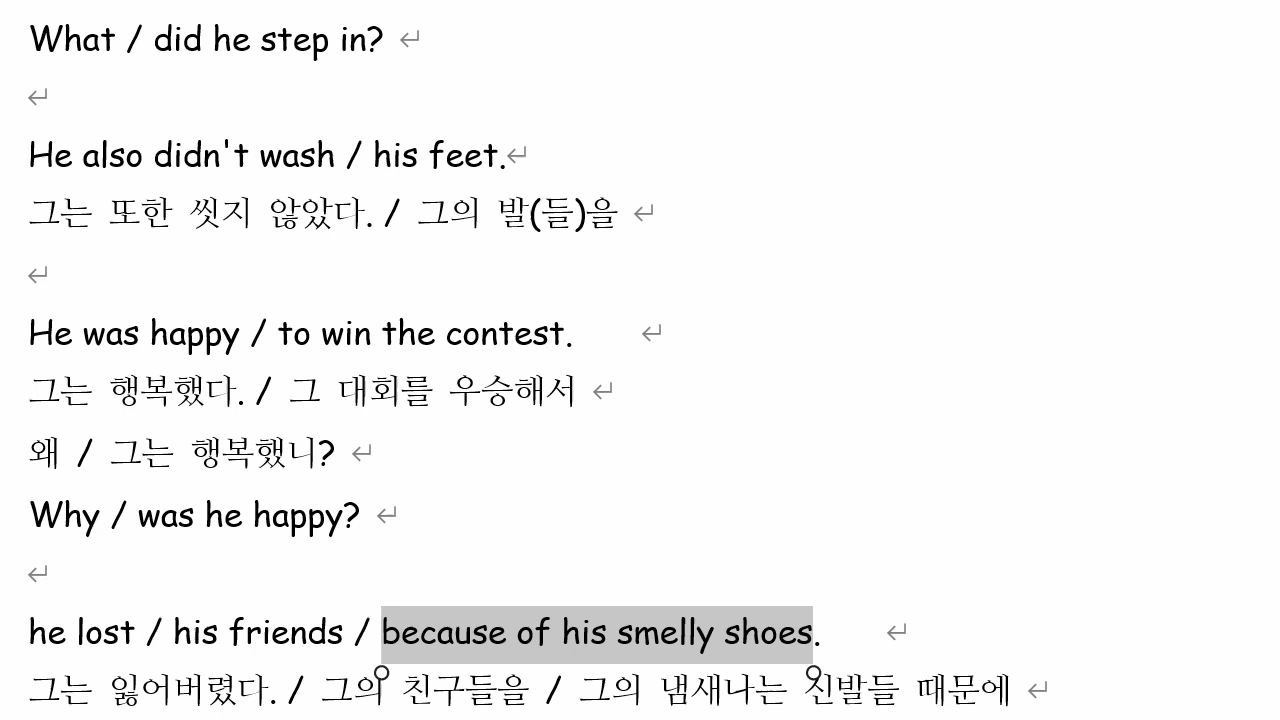 What / did he step in?
He also didn't wash / his feet.
그는 또한 씻지 않았다. / 그의 발(들)을
He was happy / to win the contest.
그는 행복했다. / 그 대회를 우승해서
왜 / 그는 행복했니?
Why / was he happy?
he lost / his friends / because of his smelly shoes.
그는 잃어버렸다. / 그의 친구들을 / 그의 냄새나는 신발들 때문에